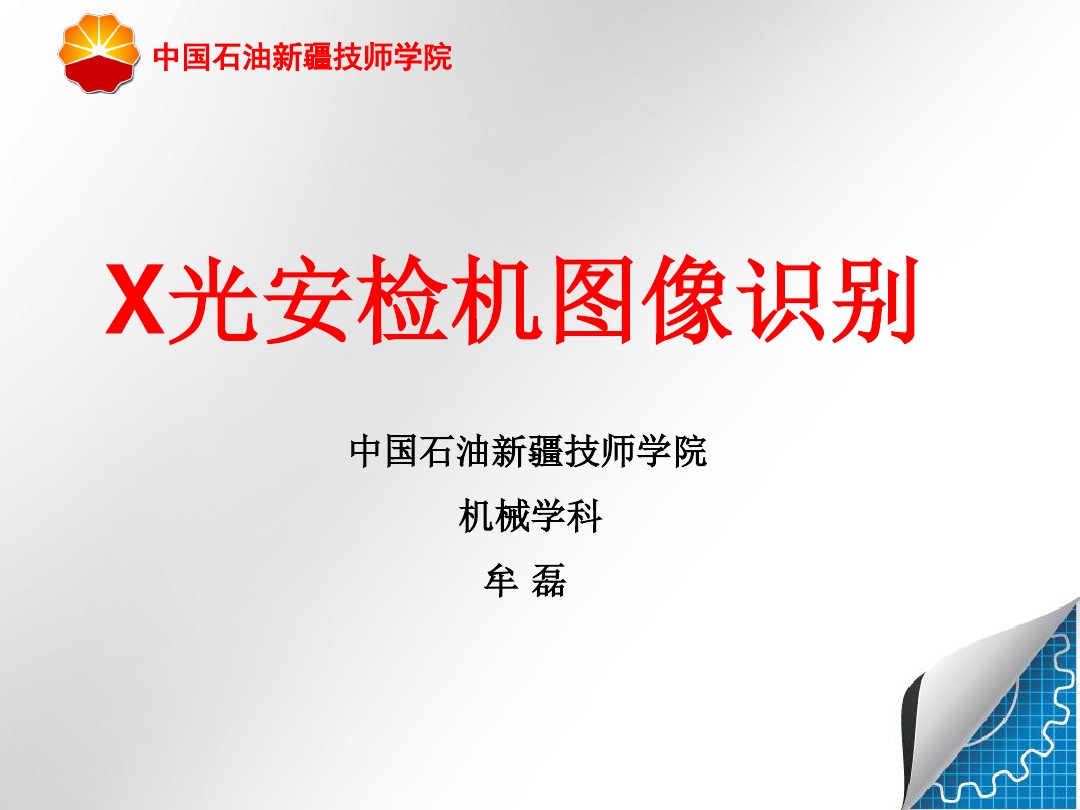 中国石油新疆技师学院
X光安检机图像识别
中国石油新疆技师学院
机械学科
牟 磊